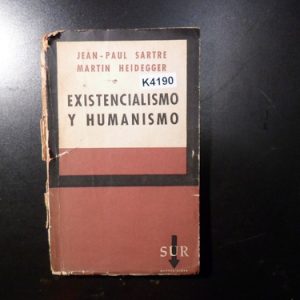 JEAN-PAUL SARTRE
MARTIN HEIDEGGER
K4190
EXISTENCIALISMO
Y HUMANISMO
SUR